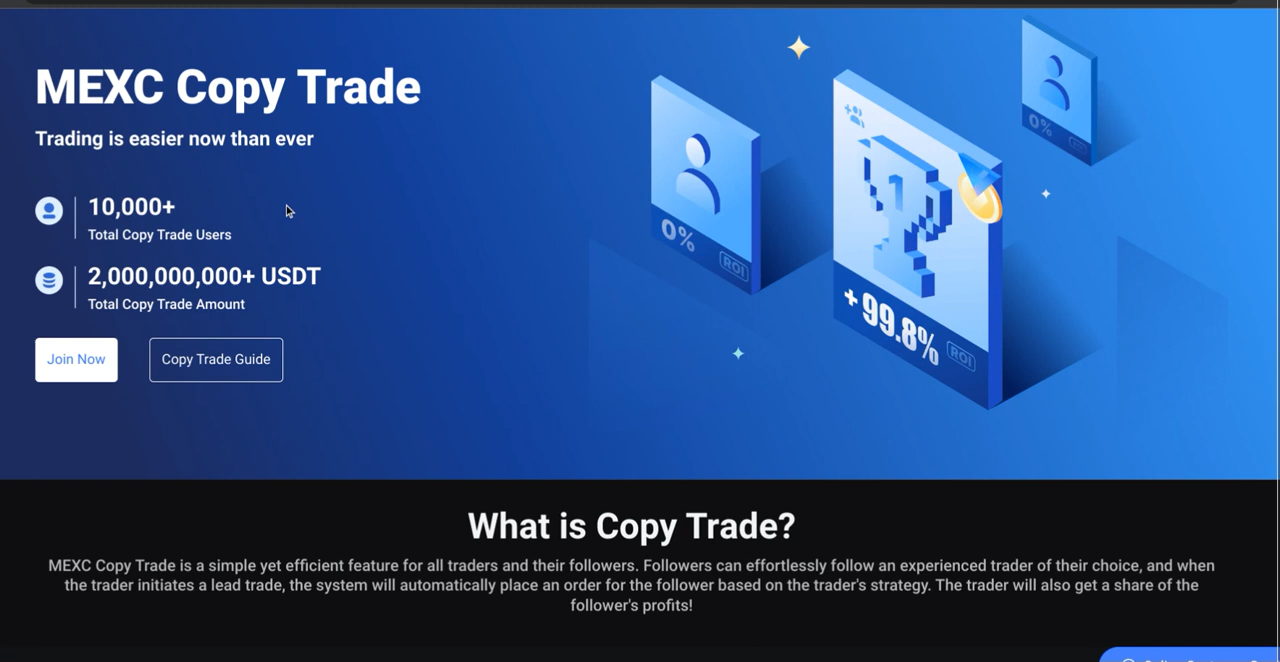 MEXC Copy Trade
Trading is easier now than ever
10,000+
Total Copy Trade Users
2,000,000,000+ USDT
Total Copy Trade Amount
Join Now
Copy Trade Guide
0%
ROI
1
+99.8%
ROI
0%
What is Copy Trade?
MEXC Copy Trade is a simple yet efficient feature for all traders and their followers. Followers can effortlessly follow an experienced trader of their choice, and when
the trader initiates a lead trade, the system will automatically place an order for the follower based on the trader's strategy. The trader will also get a share of the
follower's profits!